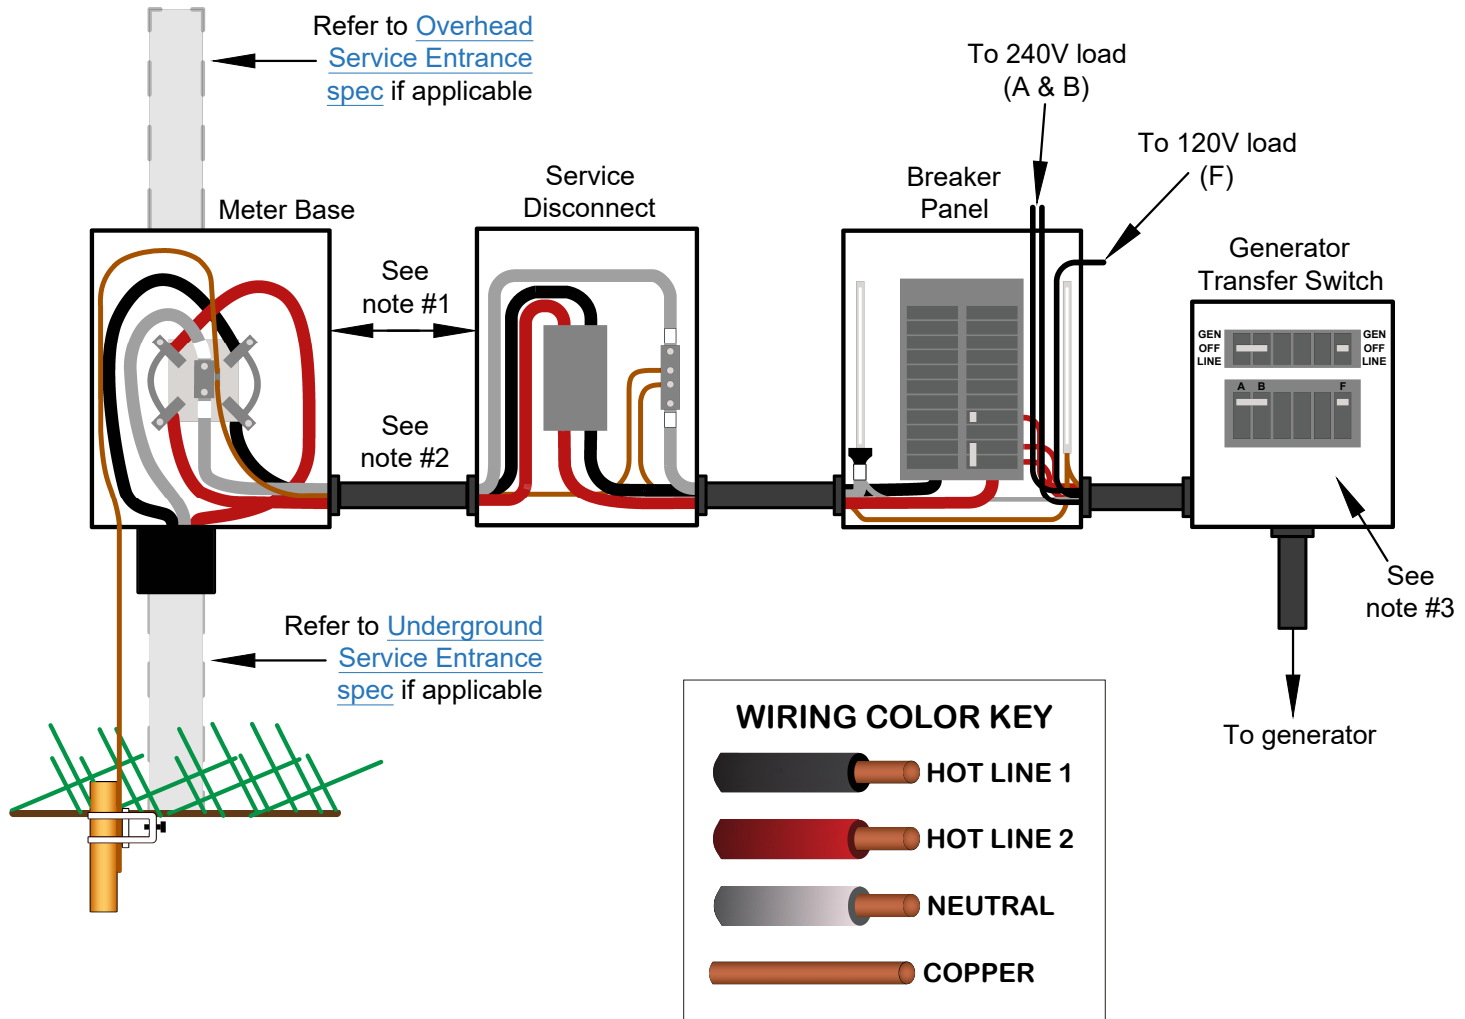 Refer to Overhead
Service Entrance
spec if applicable
To 240V load
(A & B)
To 120V load
(F)
Meter Base
Service
Disconnect
Breaker
Panel
Generator
Transfer Switch
See
note #1
See
note #2
GEN
OFF
LINE
GEN
OFF
LINE
A B F
See
note #3
Refer to Underground
Service Entrance
spec if applicable
To generator
WIRING COLOR KEY
HOT LINE 1
HOT LINE 2
NEUTRAL
COPPER